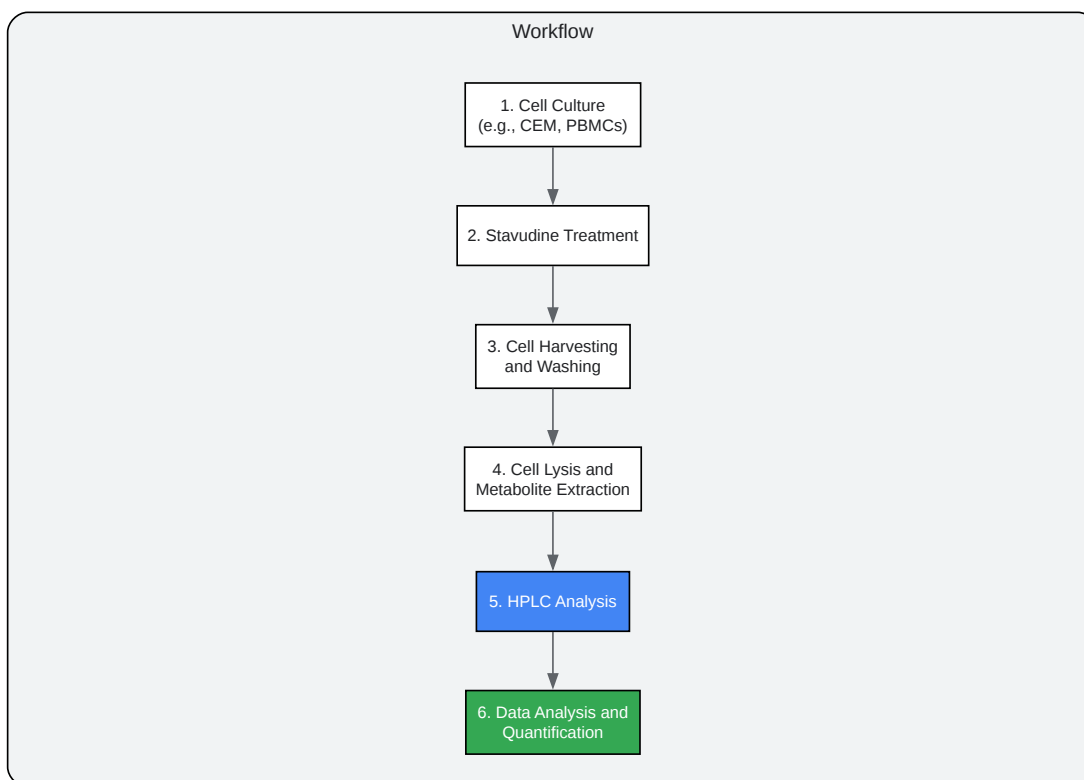 Workflow
1. Cell Culture
(e.g., CEM, PBMCs)
2. Stavudine Treatment
3. Cell Harvesting
and Washing
4. Cell Lysis and
Metabolite Extraction
5. HPLC Analysis
6. Data Analysis and
Quantification